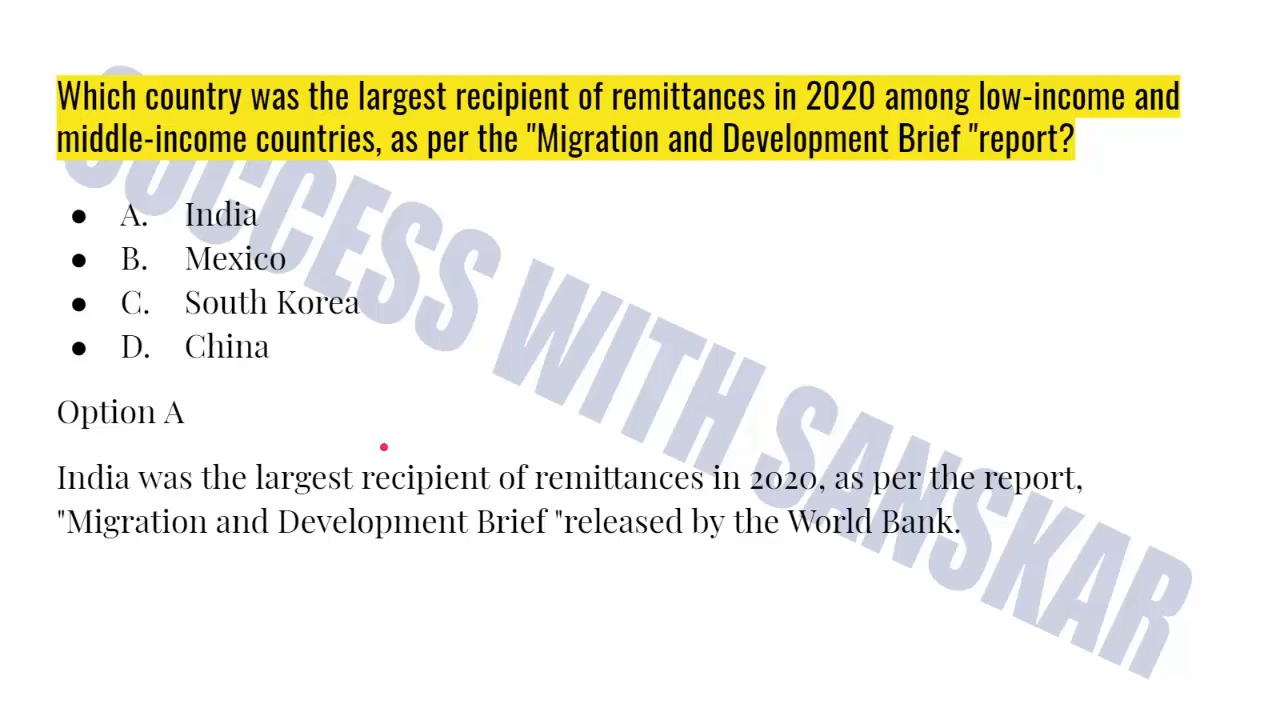 Which country was the largest recipient of remittances in 2020 among low-income and
middle-income countries, as per the "Migration and Development Brief "report?
● A. India
● B. Mexico
● C. South Korea
● D. China
Option A
India was the largest recipient of remittances in 2020, as per the report,
"Migration and Development Brief "released by the World Bank.
SUCCESS WITH SANSKAR